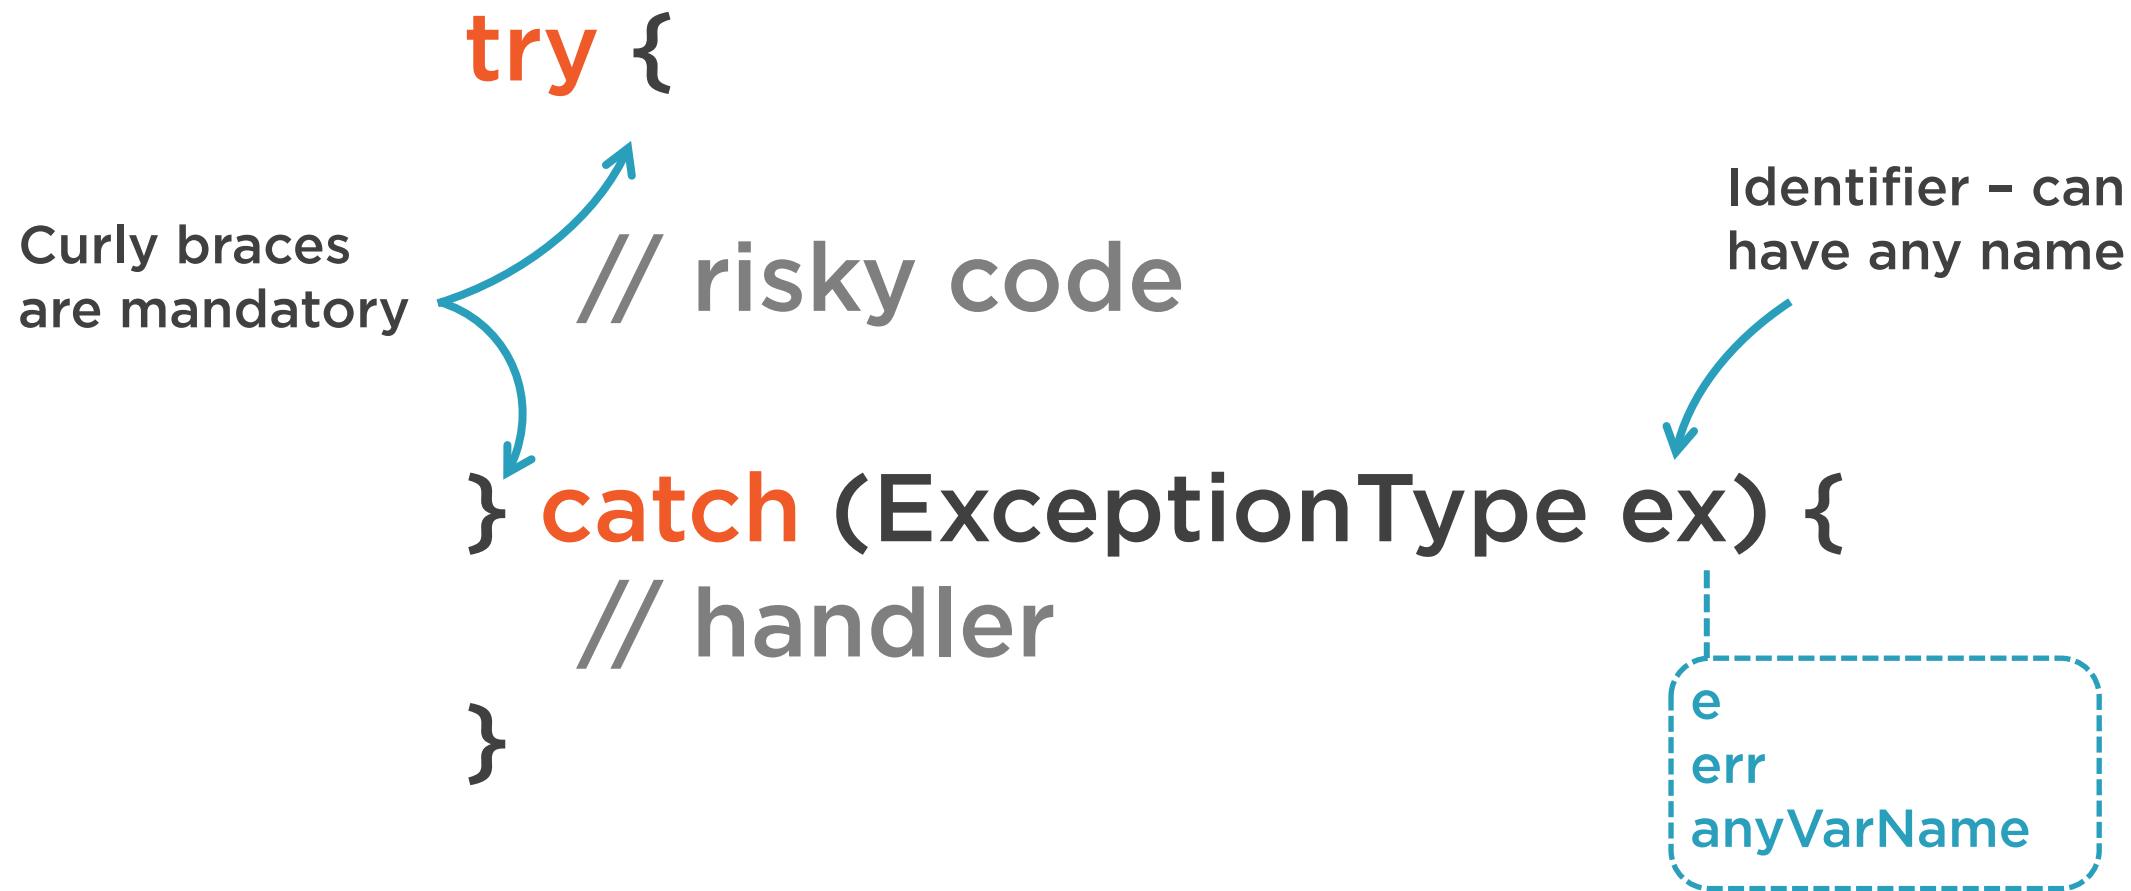 try {
Curly braces
are mandatory
// risky code
Identifier – can
have any name
} catch (ExceptionType ex) {
// handler
}
e
err
anyVarName